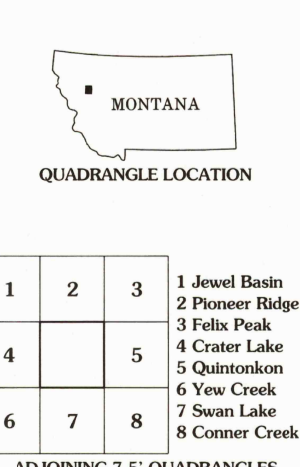 MONTANA
QUADRANGLE LOCATION
1 2 3
4 5
6 7 8
1 Jewel Basin
2 Pioneer Ridge
3 Felix Peak
4 Crater Lake
5 Quintonkon
6 Yew Creek
7 Swan Lake
8 Conner Creek
ADJOINING 7.5' QUADRANGLES